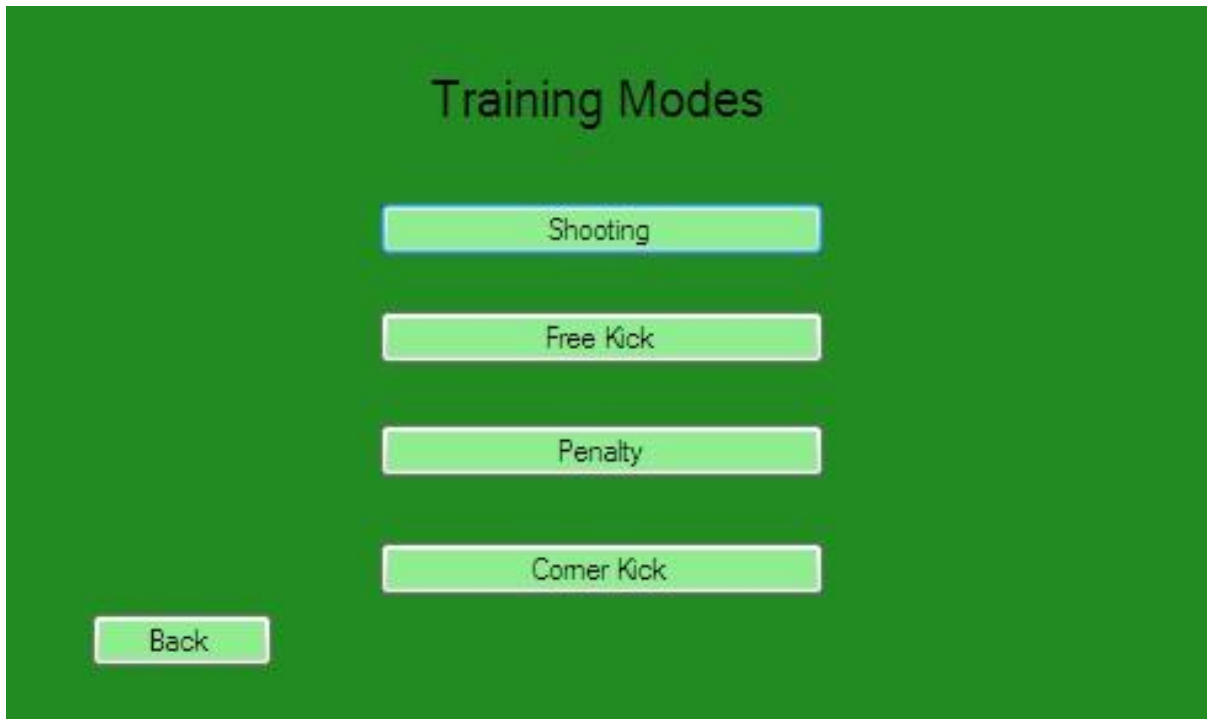 Training Modes
Shooting
Free Kick
Penalty
Corner Kick
Back